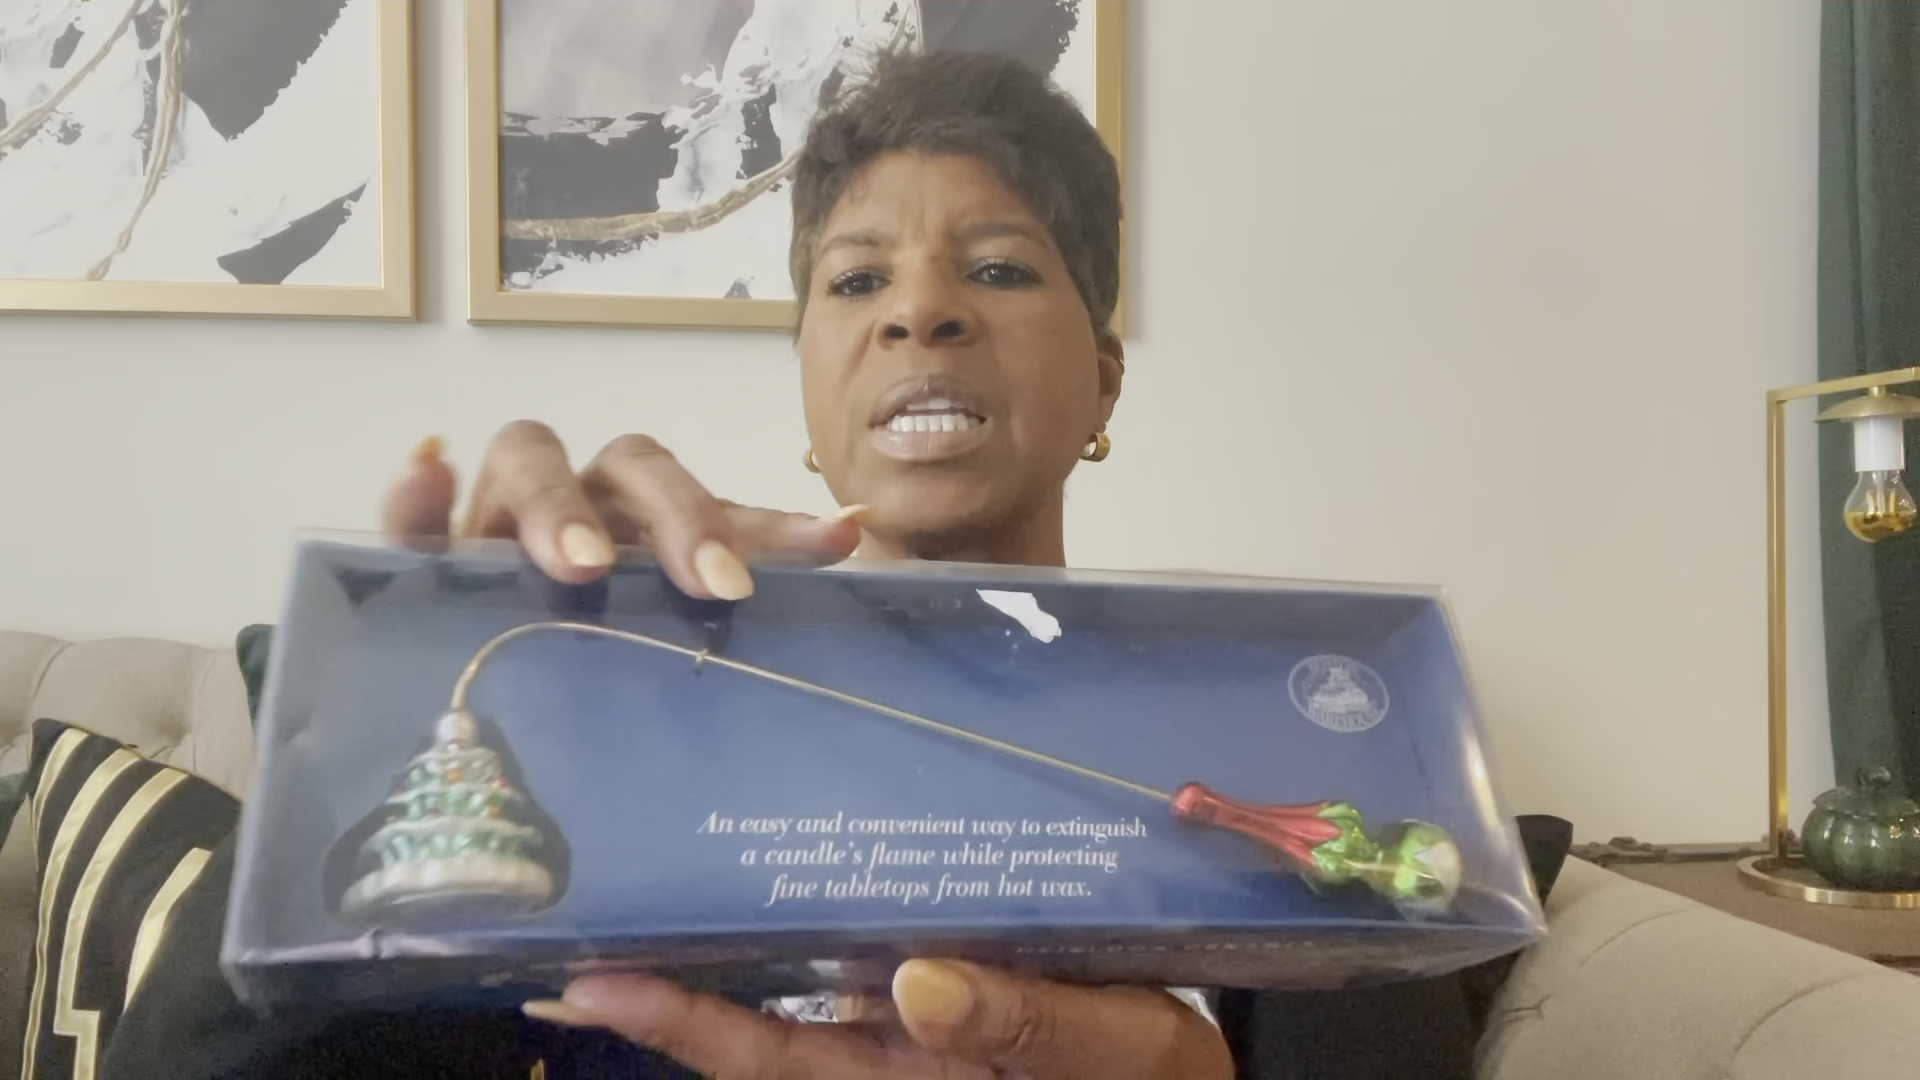 An easy and convenient way to extinguish
a candle's flame while protecting
fine tabletops from hot wax.